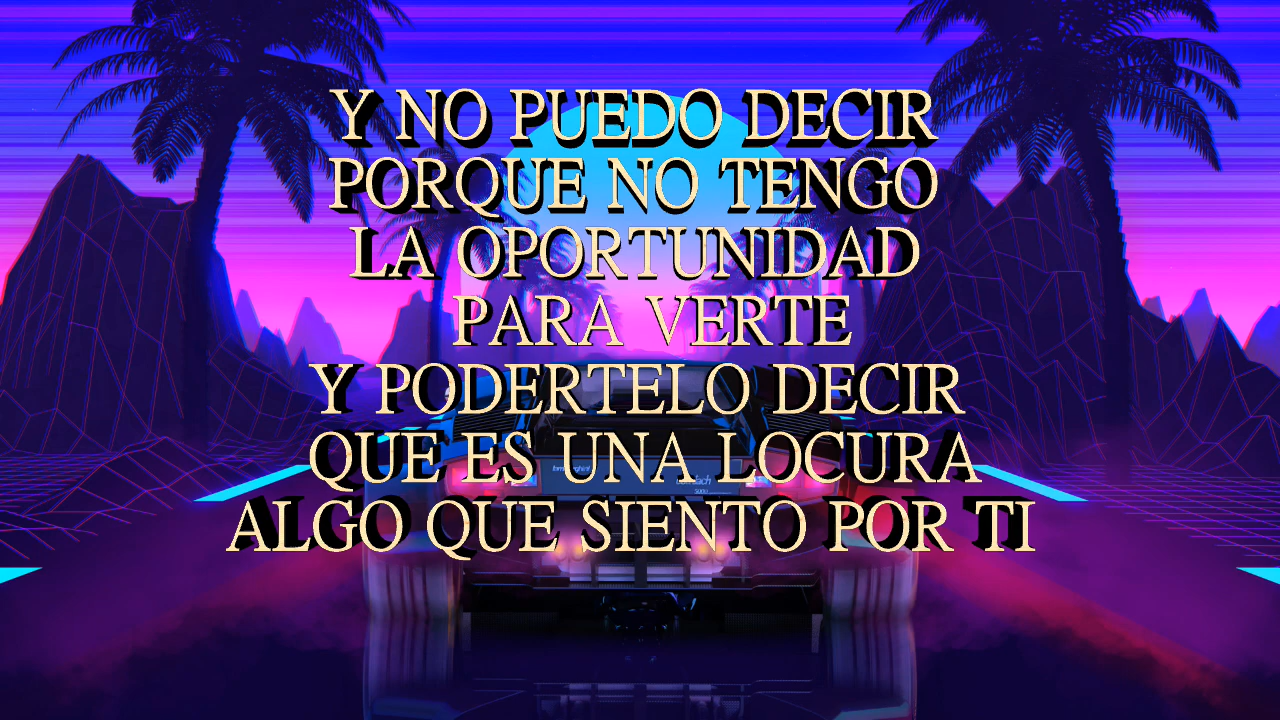 Y NO PUEDO DECIR
PORQUE NO TENGO
LA OPORTUNIDAD
PARA VERTE
Y PODERTELO DECIR
QUE ES UNA LOCURA
ALGO QUE SIENTO POR TI